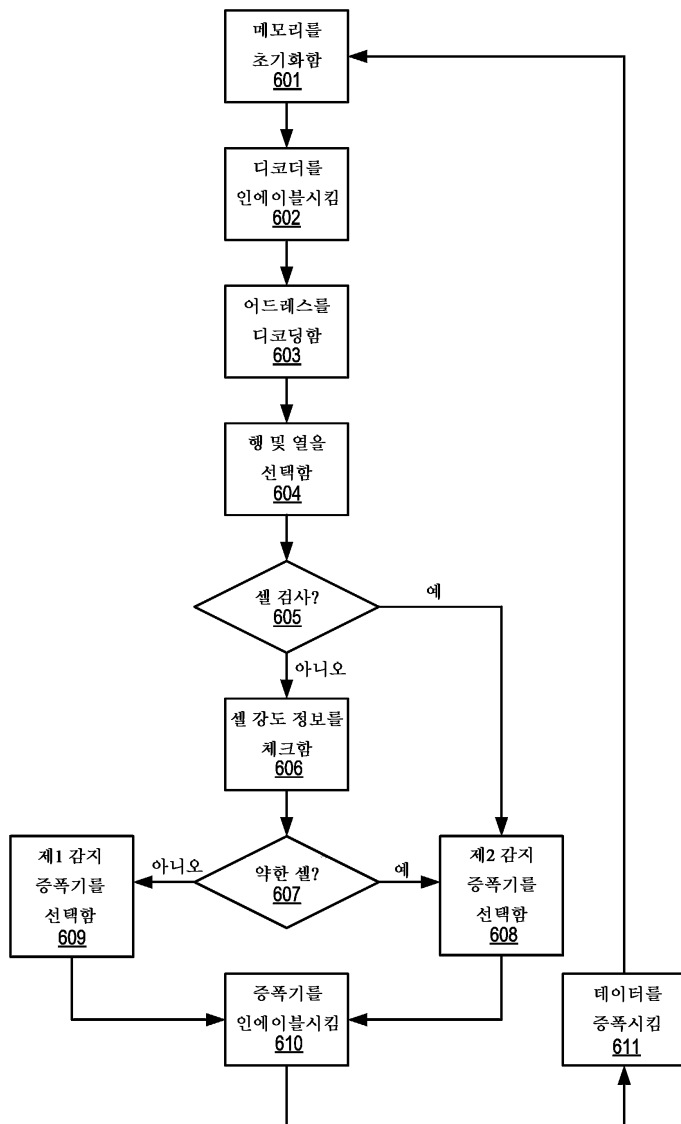 메모리를
초기화함
601
디코더를
인에이블시킴
602
어드레스를
디코딩함
603
행 및 열을
선택함
604
셀 검사?
605
예
아니오
셀 강도 정보를
체크함
606
약한 셀?
607
아니오
예
제1 감지
증폭기를
선택함
609
제2 감지
증폭기를
선택함
608
증폭기를
인에이블시킴
610
데이터를
증폭시킴
611